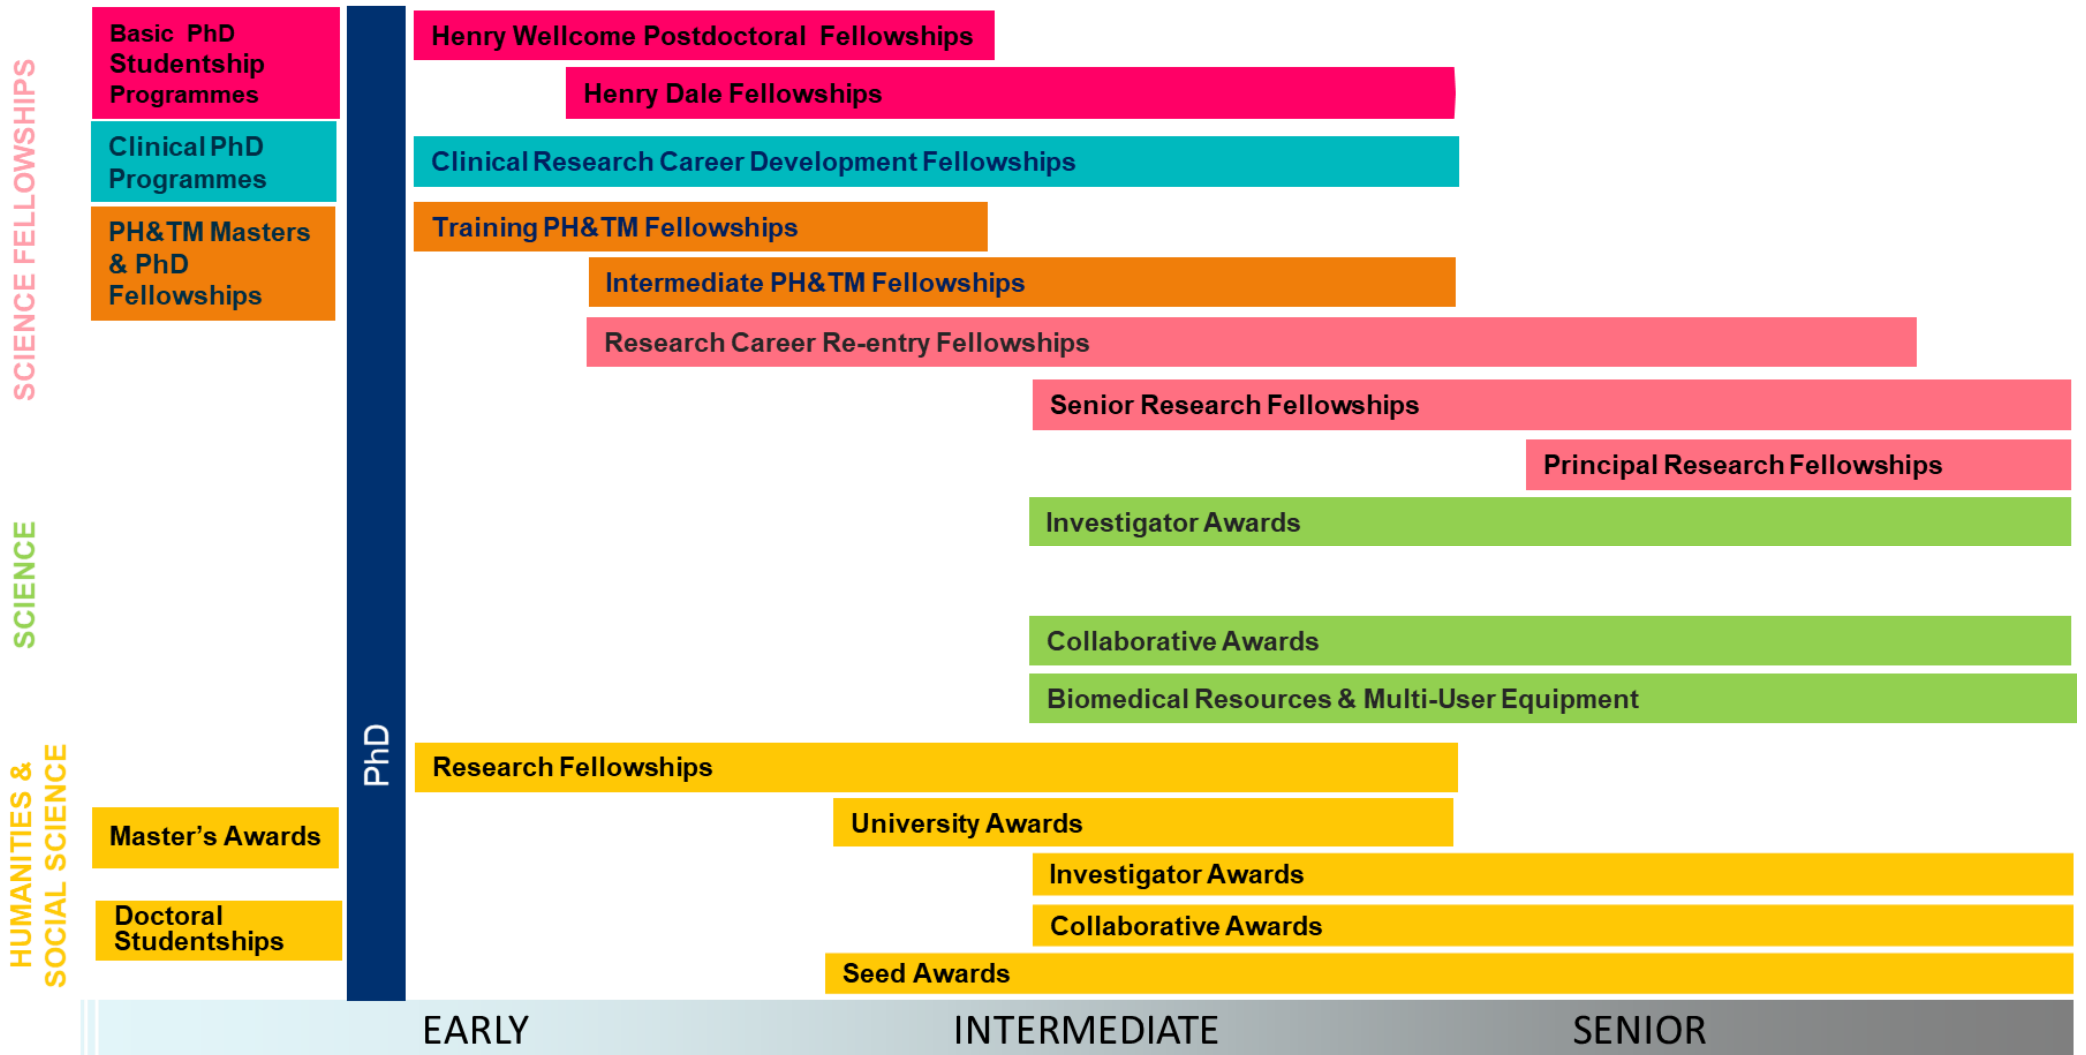 SCIENCE FELLOWSHIPS
Basic PhD
Studentship
Programmes
Clinical PhD
Programmes
PH&TM Masters
& PhD
Fellowships
Henry Wellcome Postdoctoral Fellowships
Henry Dale Fellowships
Clinical Research Career Development Fellowships
Training PH&TM Fellowships
Intermediate PH&TM Fellowships
Research Career Re-entry Fellowships
Senior Research Fellowships
Principal Research Fellowships
SCIENCE
Investigator Awards
Collaborative Awards
Biomedical Resources & Multi-User Equipment
PhD
HUMANITIES &
SOCIAL SCIENCE
Master’s Awards
Doctoral
Studentships
Research Fellowships
University Awards
Investigator Awards
Collaborative Awards
Seed Awards
EARLY
INTERMEDIATE
SENIOR